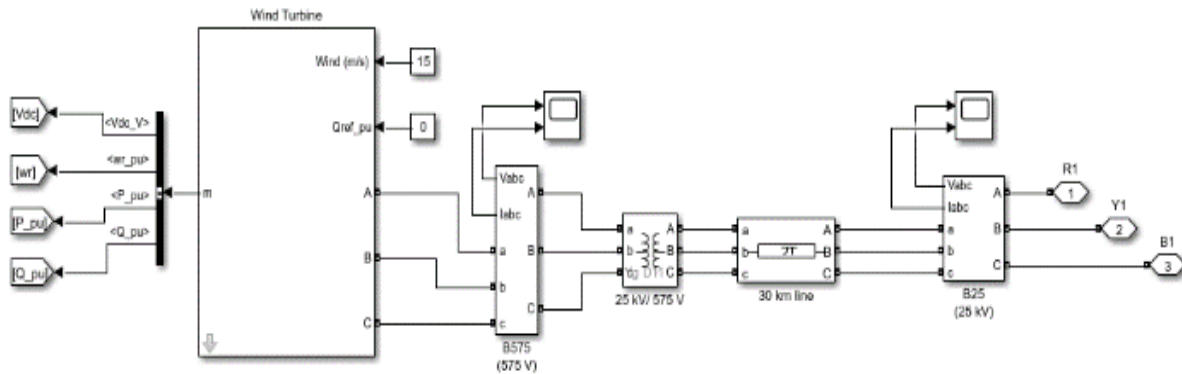 Wind Turbine
Wind (m/s)
15
Qref_pu
0
[Vdc]
<Vdc_V>
[wr]
<wr_pu>
[P_pu]
<P_pu>
[Q_pu]
<Q_pu>
m
A
B
C
Vabc
Iabc
a
b
c
A
B
C
B575
(575 V)
a
b
c
A
B
C
25 kV/ 575 V
a
b
c
A
B
C
30 km line
Vabc
Iabc
a
b
c
A
B
C
B25
(25 kV)
R1
1
Y1
2
B1
3